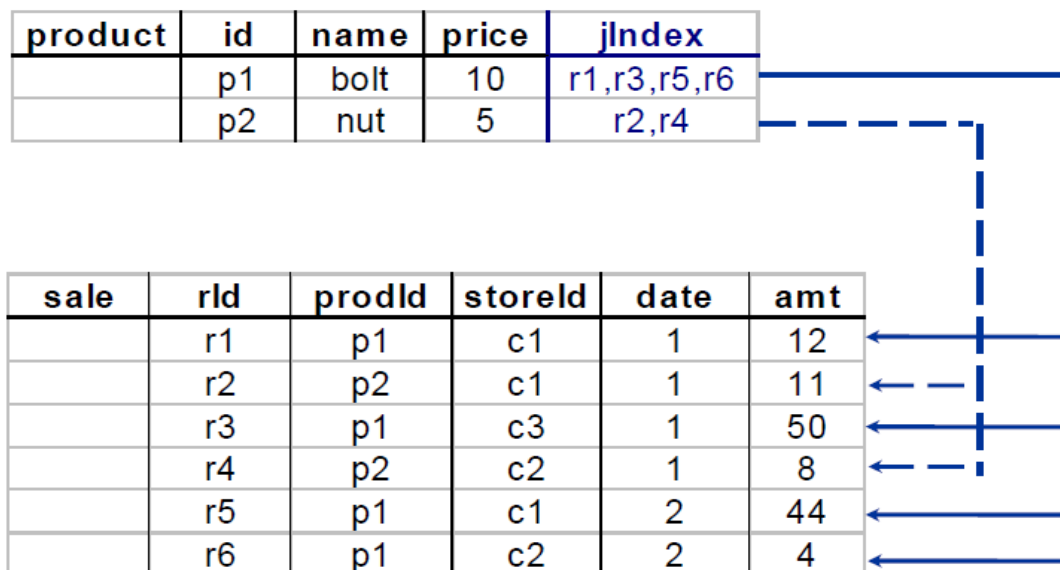 product id name price jIndex
p1 bolt 10 r1,r3,r5,r6
p2 nut 5 r2,r4
sale rId prodId storeId date amt
r1 p1 c1 1 12
r2 p2 c1 1 11
r3 p1 c3 1 50
r4 p2 c2 1 8
r5 p1 c1 2 44
r6 p1 c2 2 4